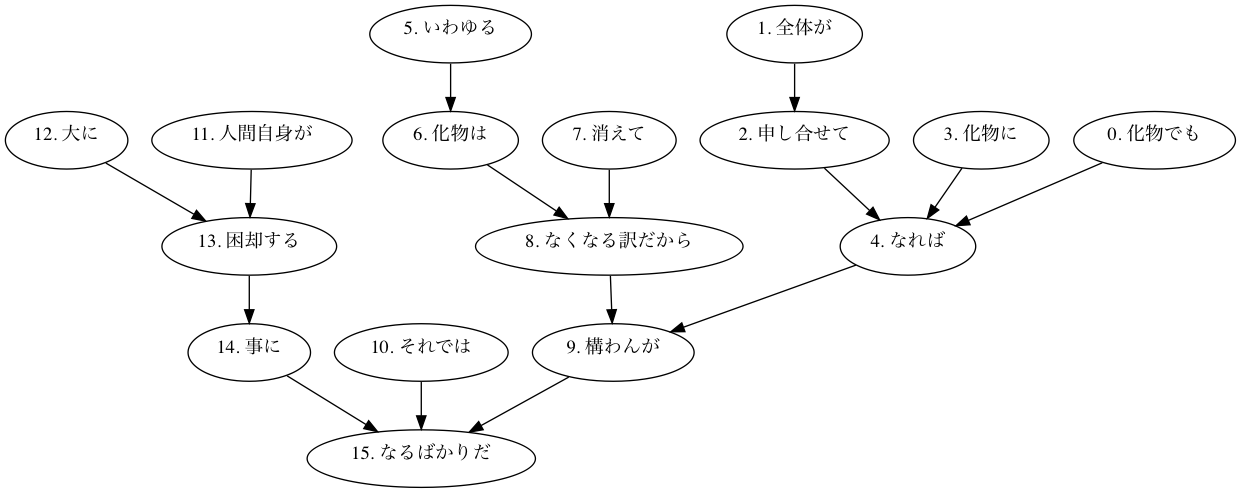 5. いわゆる
1. 全体が
12. 大に
11. 人間自身が
6. 化物は
7. 消えて
2. 申し合せて
3. 化物に
0. 化物でも
13. 困却する
8. なくなる訳だから
4. なれば
14. 事に
10. それでは
9. 構わんが
15. なるばかりだ